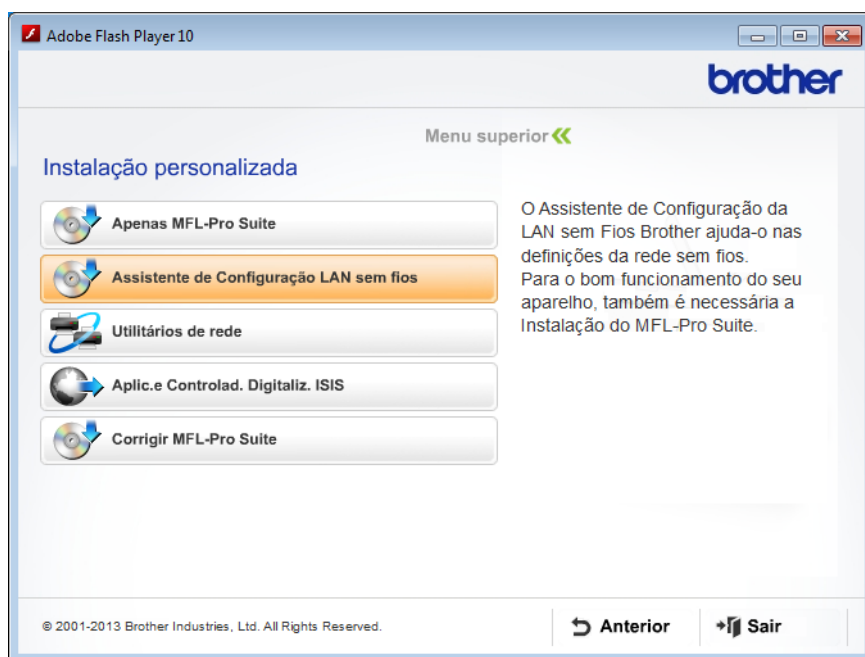 Adobe Flash Player 10
brother
Menu superior
Instalação personalizada
Apenas MFL-Pro Suite
Assistente de Configuração LAN sem fios
Utilitários de rede
Aplic.e Controlad. Digitaliz. ISIS
Corrigir MFL-Pro Suite
O Assistente de Configuração da
LAN sem Fios Brother ajuda-o nas
definições da rede sem fios.
Para o bom funcionamento do seu
aparelho, também é necessária a
Instalação do MFL-Pro Suite.
© 2001-2013 Brother Industries, Ltd. All Rights Reserved.
Anterior
Sair